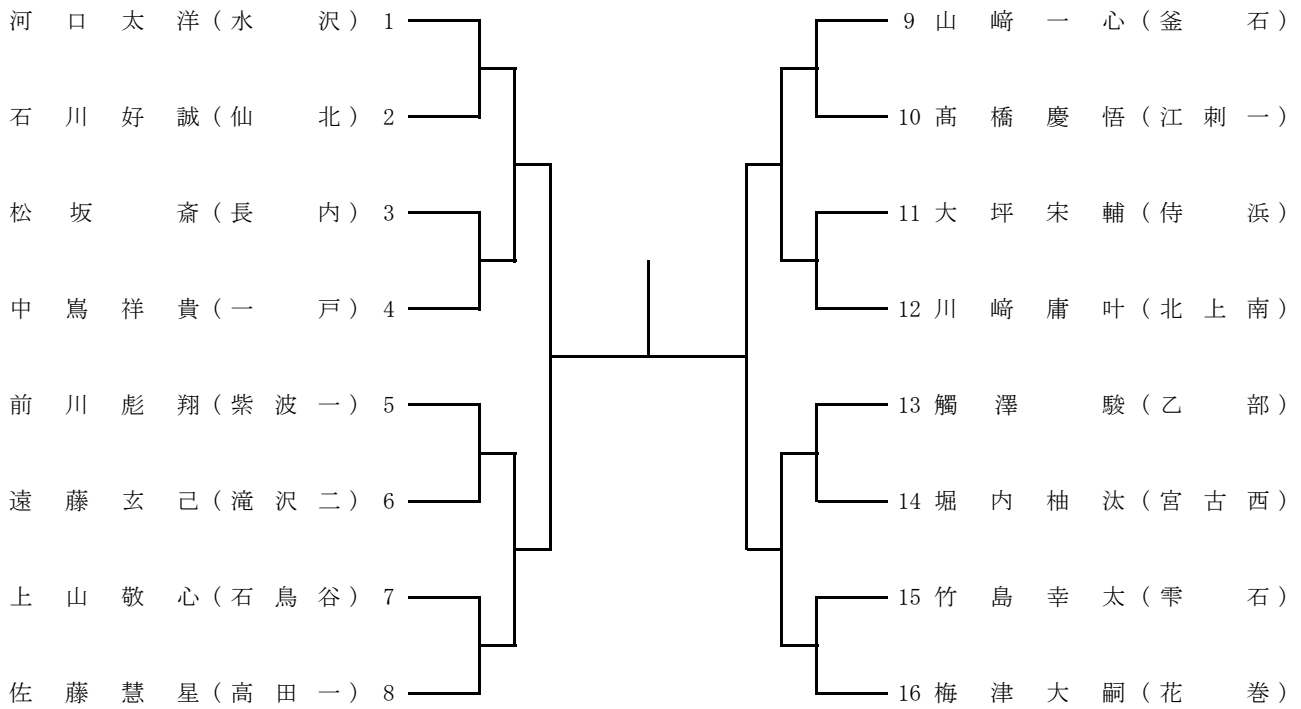 河口太洋(水沢) 1
石川好誠(仙北) 2
松坂斎(長内) 3
中嶌祥貴(一戸) 4
前川彪翔(紫波一) 5
遠藤玄己(滝沢二) 6
上山敬心(石鳥谷) 7
佐藤慧星(高田一) 8
9 山﨑一心(釜石)
10 髙橋慶悟(江刺一)
11 大坪宋輔(侍浜)
12 川﨑庸叶(北上南)
13 觸澤駿(乙部)
14 堀内柚汰(宮古西)
15 竹島幸太(雫石)
16 梅津大嗣(花巻)